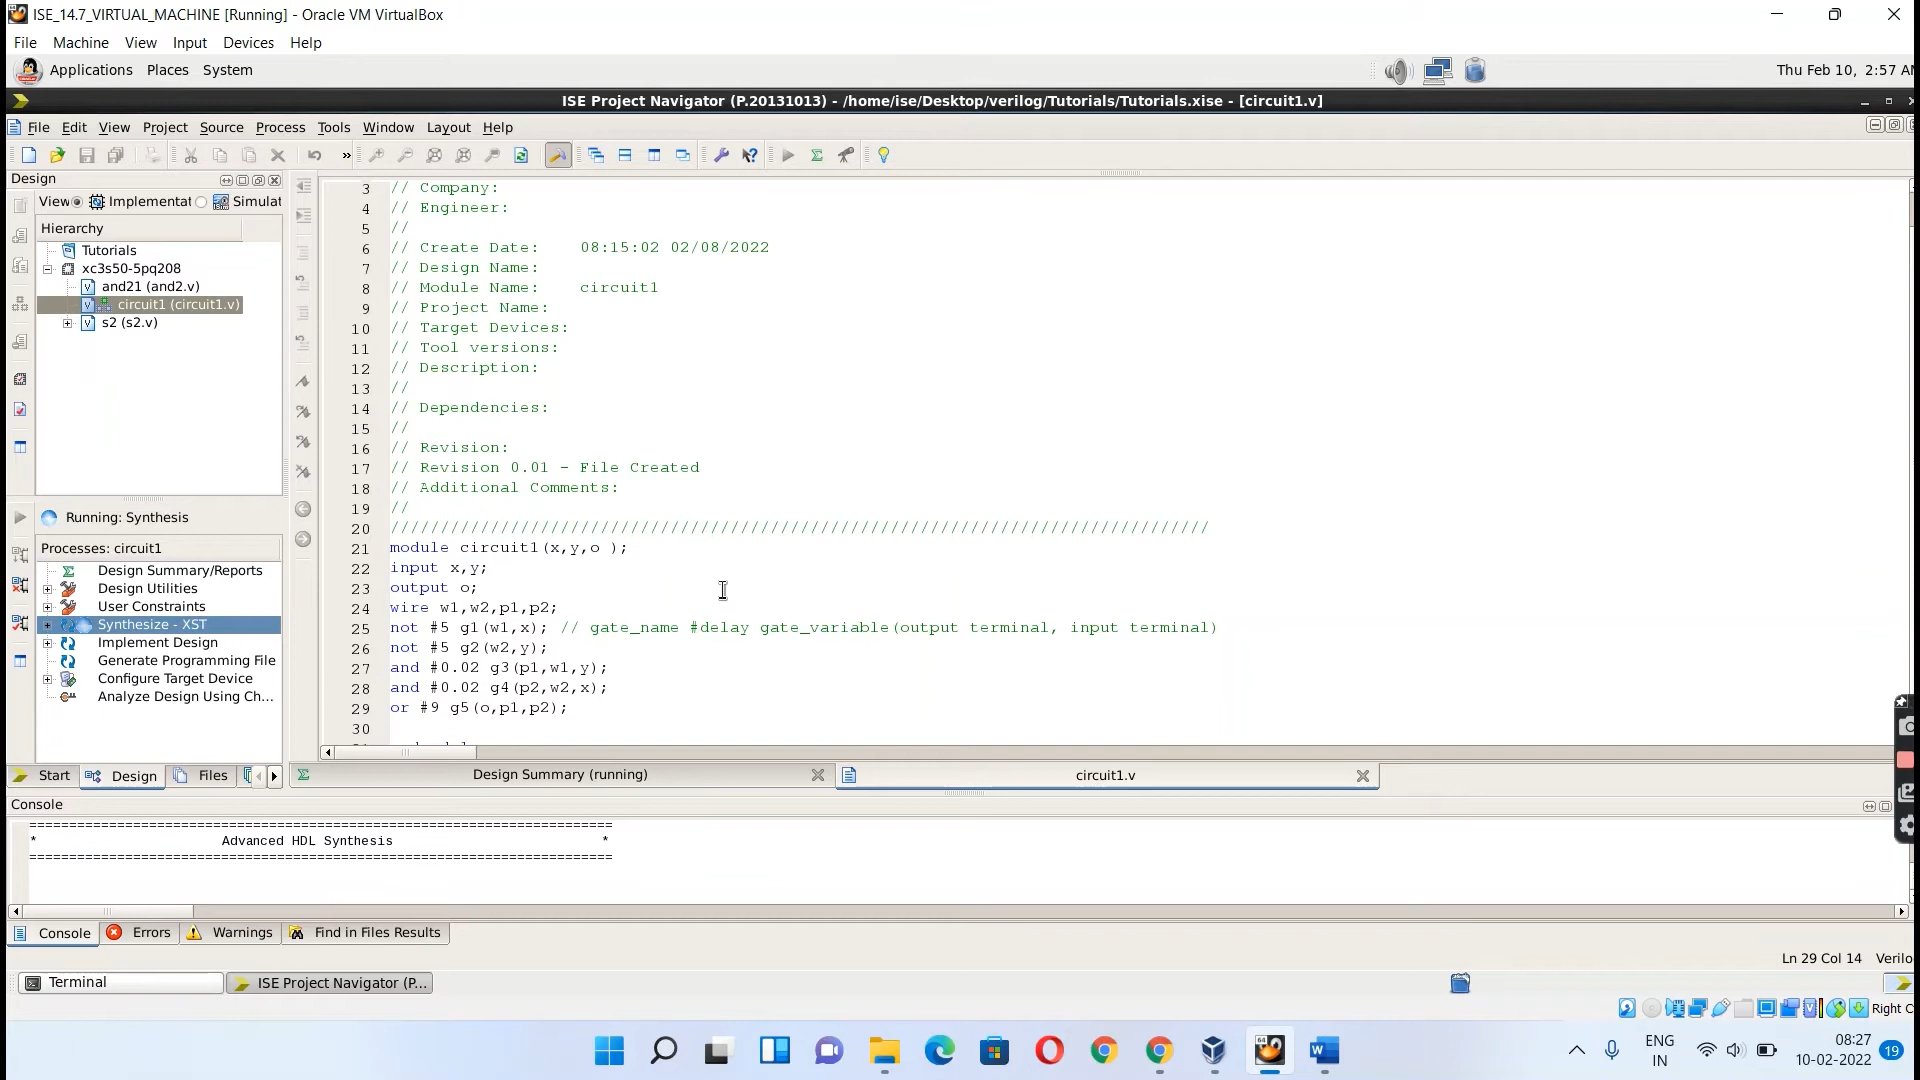 ISE_14.7_VIRTUAL_MACHINE [Running] - Oracle VM VirtualBox
File Machine View Input Devices Help
Applications Places System
Thu Feb 10, 2:57 AM
ISE Project Navigator (P.20131013) - /home/ise/Desktop/verilog/Tutorials/Tutorials.xise - [circuit1.v]
File Edit View Project Source Process Tools Window Layout Help
»
Design
View Implementat Simulat
Hierarchy
Tutorials
xc3s50-5pq208
and21 (and2.v)
circuit1 (circuit1.v)
s2 (s2.v)
Running: Synthesis
Processes: circuit1
Design Summary/Reports
Design Utilities
User Constraints
Synthesize - XST
Implement Design
Generate Programming File
Configure Target Device
Analyze Design Using Ch...
Start Design Files
3 // Company:
4 // Engineer:
5 //
6 // Create Date: 08:15:02 02/08/2022
7 // Design Name:
8 // Module Name: circuit1
9 // Project Name:
10 // Target Devices:
11 // Tool versions:
12 // Description:
13 //
14 // Dependencies:
15 //
16 // Revision:
17 // Revision 0.01 - File Created
18 // Additional Comments:
19 //
20 //////////////////////////////////////////////////////////////////////////////////
21 module circuit1(x,y,o );
22 input x,y;
23 output o;
24 wire w1,w2,p1,p2;
25 not #5 g1(w1,x); // gate_name #delay gate_variable(output terminal, input terminal)
26 not #5 g2(w2,y);
27 and #0.02 g3(p1,w1,y);
28 and #0.02 g4(p2,w2,x);
29 or #9 g5(o,p1,p2);
30
Design Summary (running)
circuit1.v
Console
=========================================================================
* Advanced HDL Synthesis *
=========================================================================
Console Errors Warnings Find in Files Results
Ln 29 Col 14 Verilo
Terminal
ISE Project Navigator (P...
Right C
ENG
IN
08:27
10-02-2022
19